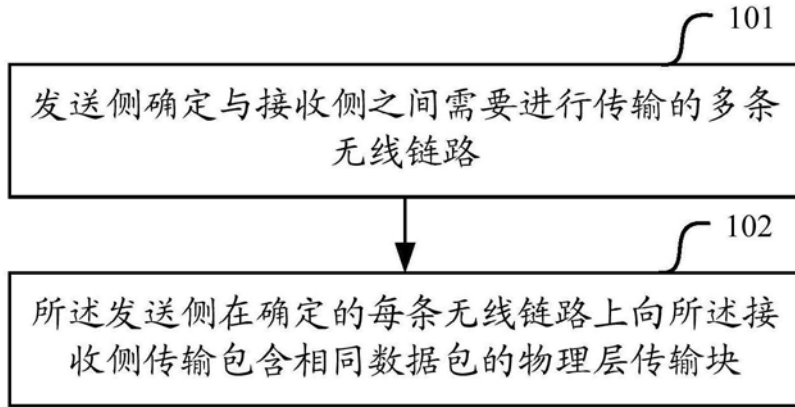 101
发送侧确定与接收侧之间需要进行传输的多条
无线链路
102
所述发送侧在确定的每条无线链路上向所述接
收侧传输包含相同数据包的物理层传输块